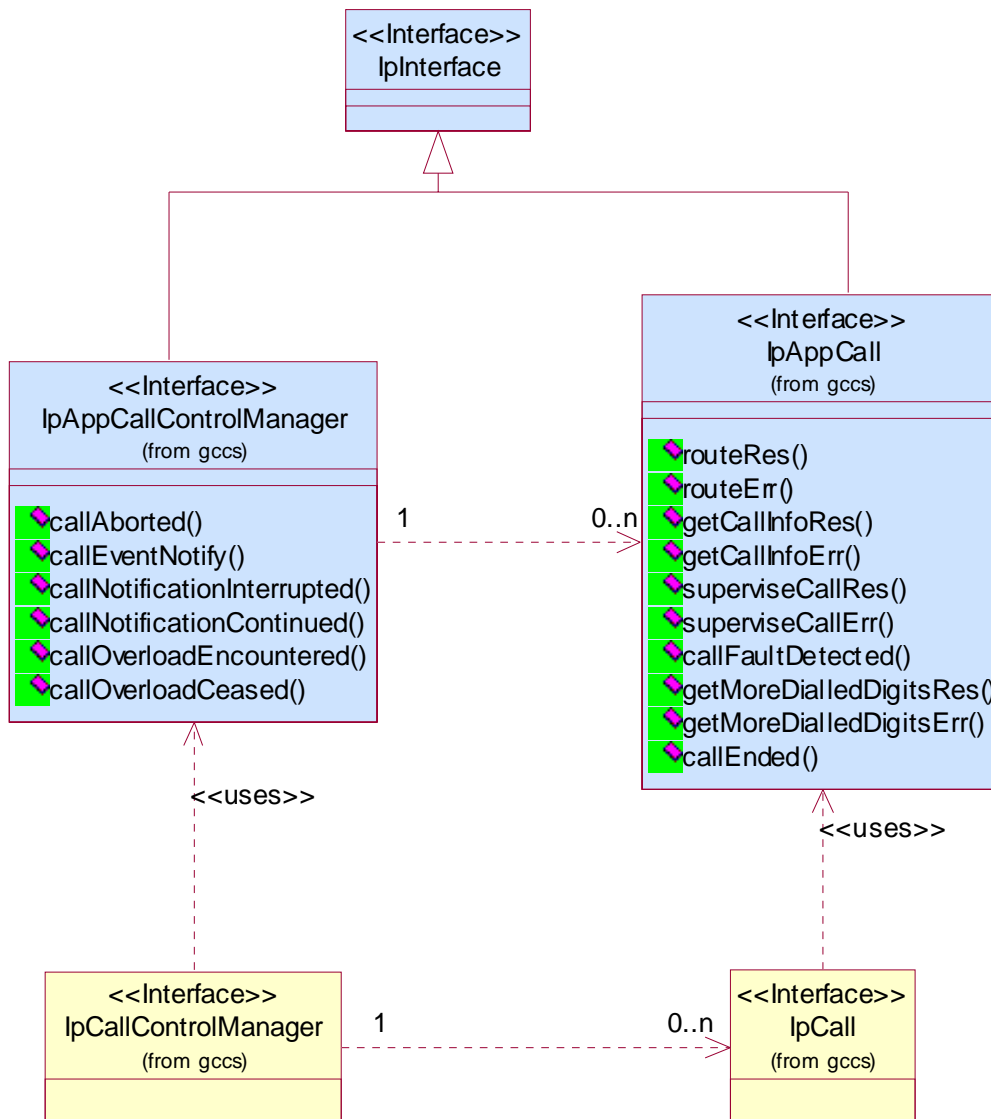 <<Interface>>
IpInterface
<<Interface>>
IpAppCallControlManager
(from gccs)
callAborted()
callEventNotify()
callNotificationInterrupted()
callNotificationContinued()
callOverloadEncountered()
callOverloadCeased()
1
0..n
<<Interface>>
IpAppCall
(from gccs)
routeRes()
routeErr()
getCallInfoRes()
getCallInfoErr()
superviseCallRes()
superviseCallErr()
callFaultDetected()
getMoreDialledDigitsRes()
getMoreDialledDigitsErr()
callEnded()
<<uses>>
<<uses>>
<<Interface>>
IpCallControlManager
(from gccs)
1
0..n
<<Interface>>
IpCall
(from gccs)